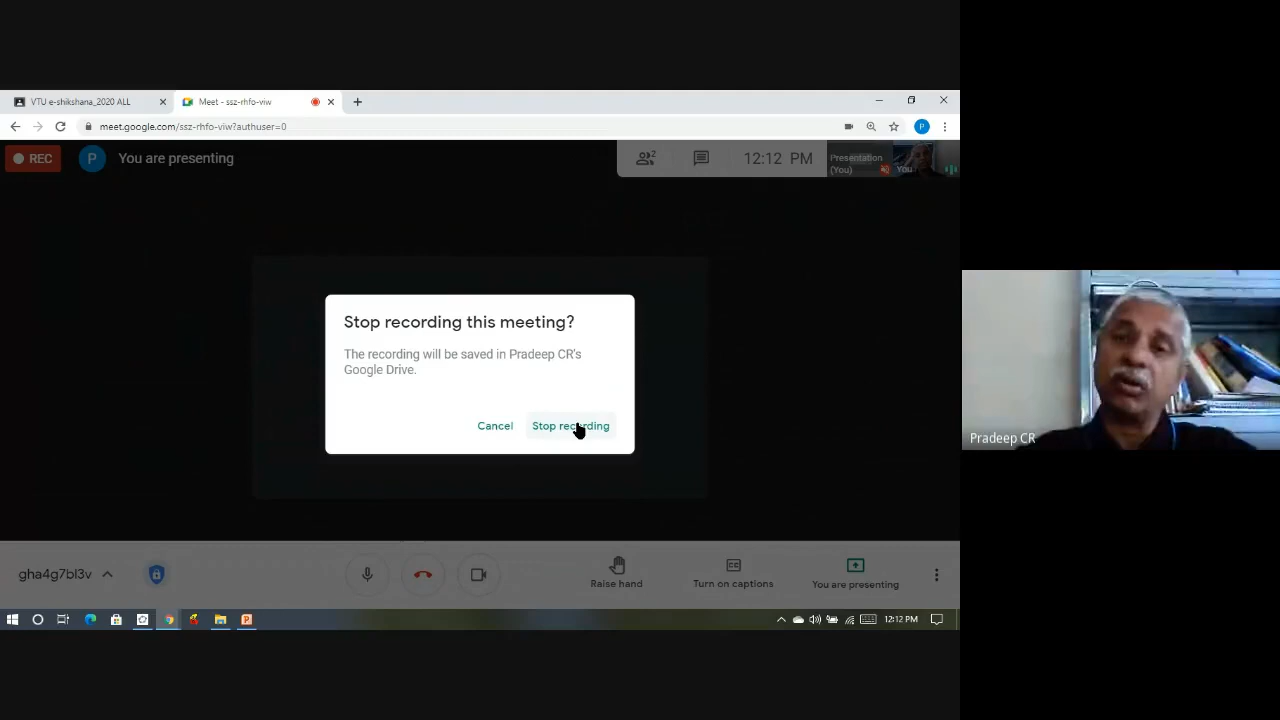 VTU e-shikshana_2020 ALL
Meet - ssz-rhfo-viw
meet.google.com/ssz-rhfo-viw?authuser=0
P
REC
P
You are presenting
2
12:12 PM
Presentation
(You)
You
Stop recording this meeting?
The recording will be saved in Pradeep CR's
Google Drive.
Cancel
Stop recording
Pradeep CR
gha4g7bl3v
Raise hand
CC
Turn on captions
You are presenting
P
12:12 PM